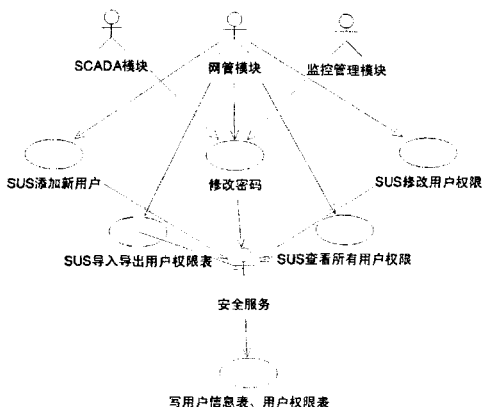 SCADA模块
网管模块
监控管理模块
SUS添加新用户
修改密码
SUS修改用户权限
SUS导入导出用户权限表
SUS查看所有用户权限
安全服务
写用户信息表、用户权限表